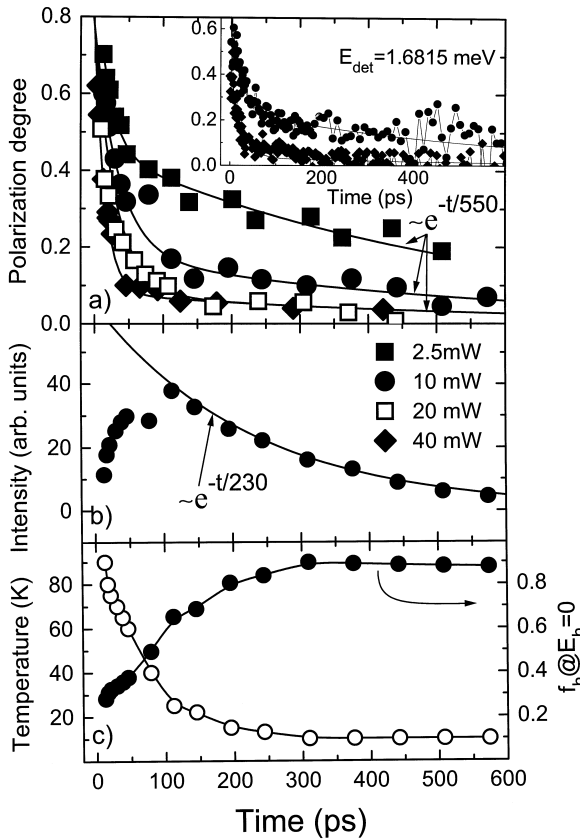 0.8
0.6
0.4
0.2
0.0
Polarization degree
a)
0.6
0.4
0.2
0.0
0
200
400
Time (ps)
E_det=1.6815 meV
~e^-t/550
40
20
0
Intensity (arb. units)
b)
2.5mW
10 mW
20 mW
40 mW
~e^-t/230
80
60
40
20
Temperature (K)
c)
0.8
0.6
0.4
0.2
f_h@E_h=0
0 100 200 300 400 500 600
Time (ps)